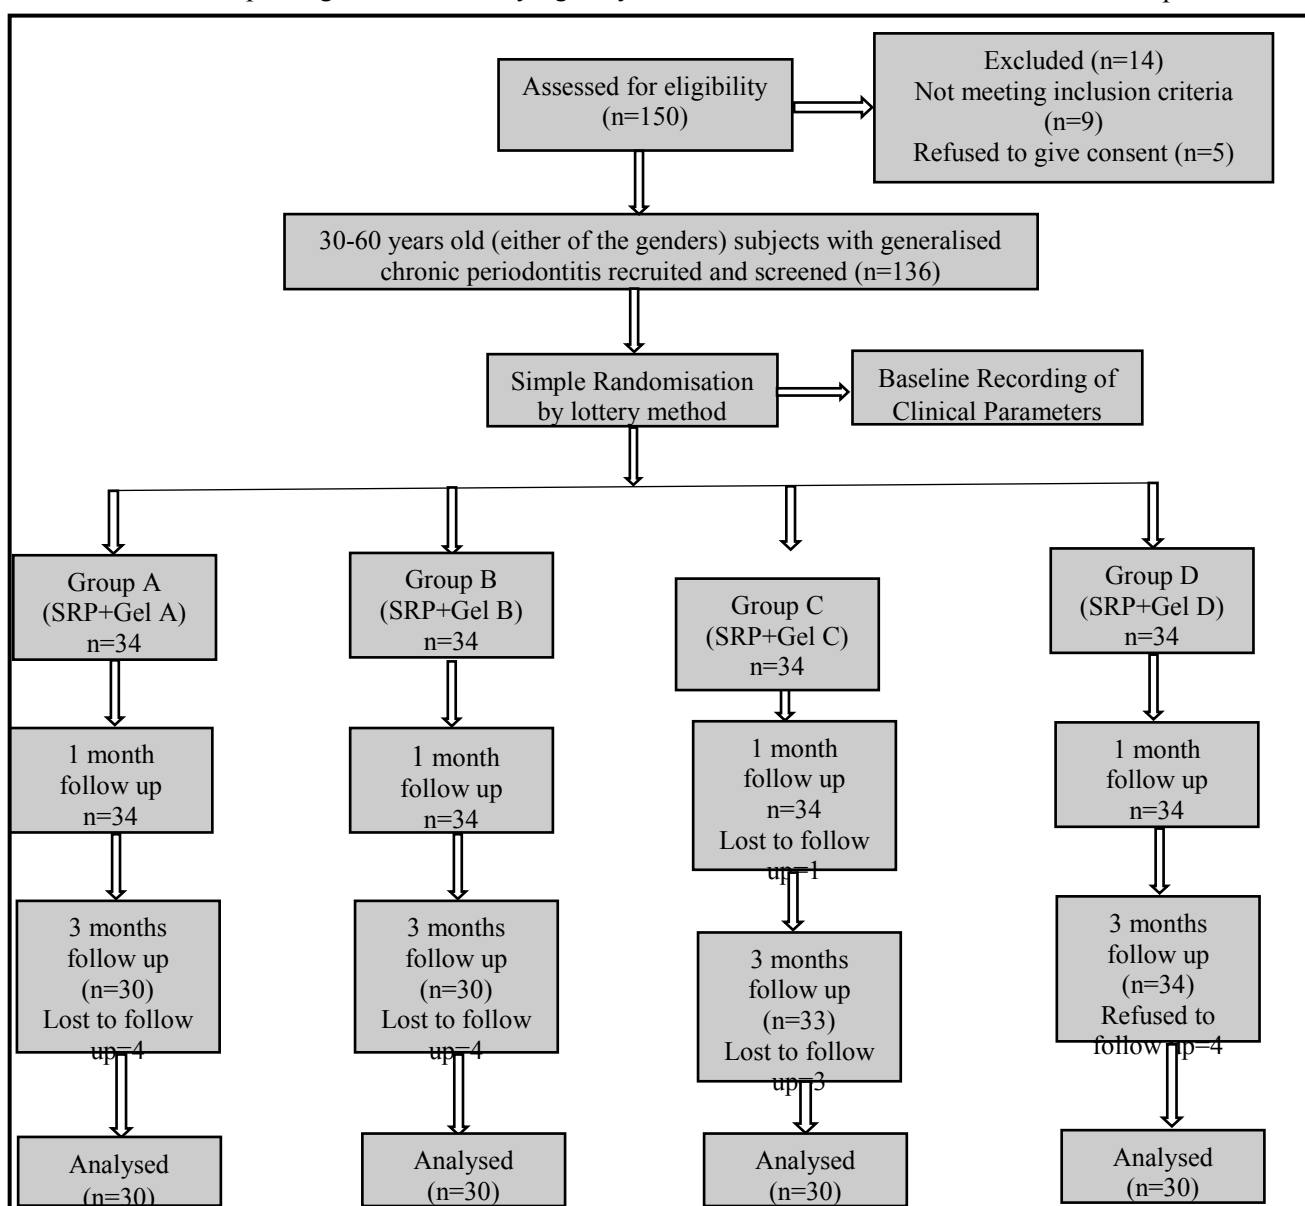 Assessed for eligibility
(n=150)
Excluded (n=14)
Not meeting inclusion criteria
(n=9)
Refused to give consent (n=5)
30-60 years old (either of the genders) subjects with generalised
chronic periodontitis recruited and screened (n=136)
Simple Randomisation
by lottery method
Baseline Recording of
Clinical Parameters
Group A
(SRP+Gel A)
n=34
Group B
(SRP+Gel B)
n=34
Group C
(SRP+Gel C)
n=34
Group D
(SRP+Gel D)
n=34
1 month
follow up
n=34
1 month
follow up
n=34
1 month
follow up
n=34
Lost to follow
up=1
1 month
follow up
n=34
3 months
follow up
(n=30)
Lost to follow
up=4
3 months
follow up
(n=30)
Lost to follow
up=4
3 months
follow up
(n=33)
Lost to follow
up=3
3 months
follow up
(n=34)
Refused to
follow up=4
Analysed
(n=30)
Analysed
(n=30)
Analysed
(n=30)
Analysed
(n=30)